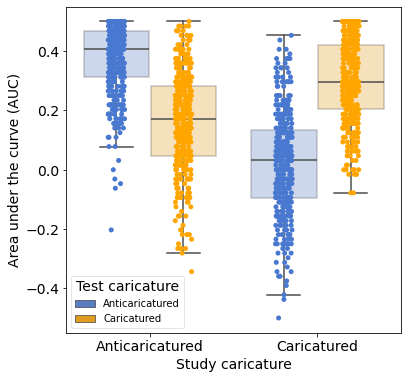 Area under the curve (AUC)
0.4
0.2
0.0
−0.2
−0.4
Test caricature
Anticaricatured
Caricatured
Anticaricatured
Caricatured
Study caricature